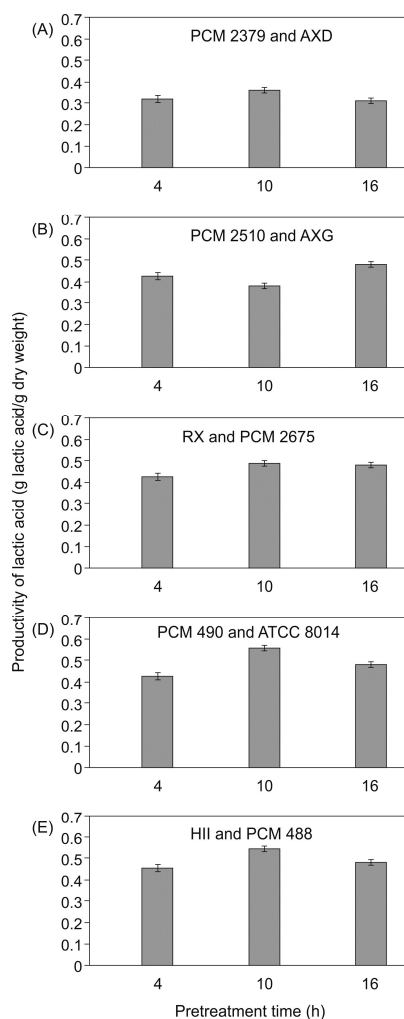 Productivity of lactic acid (g lactic acid/g dry weight)
(A)
PCM 2379 and AXD
0.7
0.6
0.5
0.4
0.3
0.2
0.1
0
4 10 16
(B)
PCM 2510 and AXG
0.7
0.6
0.5
0.4
0.3
0.2
0.1
0
4 10 16
(C)
RX and PCM 2675
0.7
0.6
0.5
0.4
0.3
0.2
0.1
0
4 10 16
(D)
PCM 490 and ATCC 8014
0.7
0.6
0.5
0.4
0.3
0.2
0.1
0
4 10 16
(E)
HII and PCM 488
0.7
0.6
0.5
0.4
0.3
0.2
0.1
0
4 10 16
Pretreatment time (h)